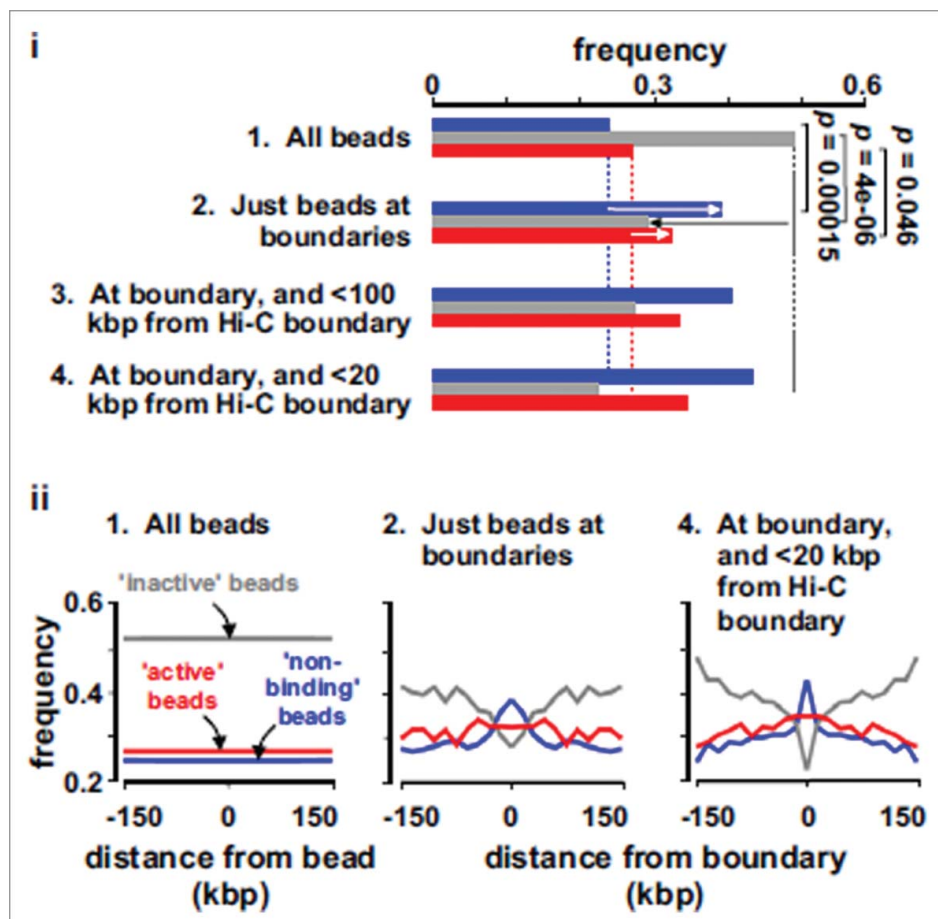 i
frequency
0 0.3 0.6
1. All beads
2. Just beads at
boundaries
3. At boundary, and <100
kbp from Hi-C boundary
4. At boundary, and <20
kbp from Hi-C boundary
p = 0.00015
p = 4e-06
p = 0.046
ii
1. All beads
'inactive' beads
'active'
beads
'non-
binding'
beads
frequency
0.6
0.4
0.2
-150 0 150
distance from bead
(kbp)
2. Just beads at
boundaries
4. At boundary,
and <20 kbp
from Hi-C
boundary
-150 0 150
-150 0 150
distance from boundary
(kbp)